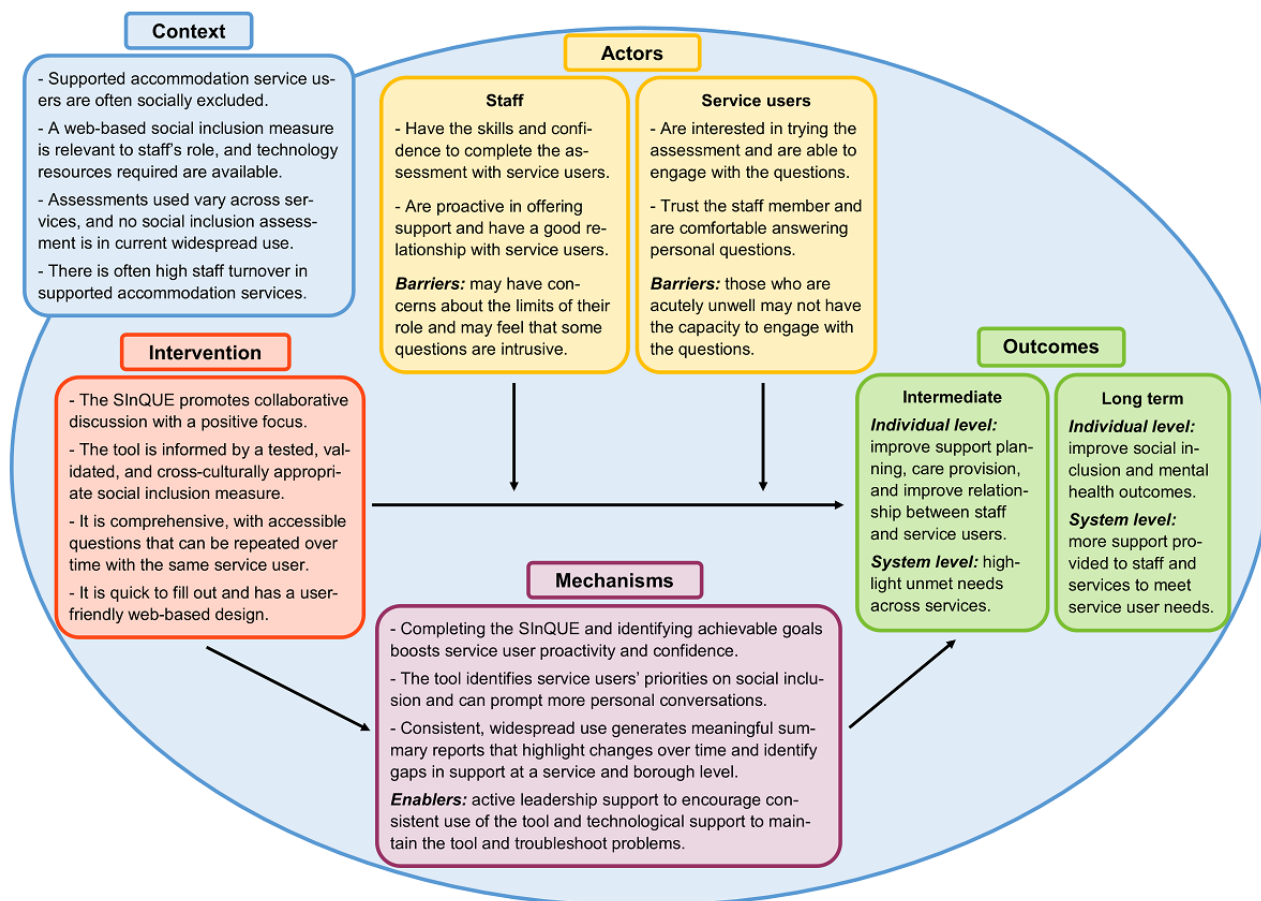 Context
- Supported accommodation service us-
ers are often socially excluded.
- A web-based social inclusion measure
is relevant to staff's role, and technology
resources required are available.
- Assessments used vary across ser-
vices, and no social inclusion assess-
ment is in current widespread use.
- There is often high staff turnover in
supported accommodation services.
Actors
Staff
- Have the skills and confi-
dence to complete the as-
sessment with service users.
- Are proactive in offering
support and have a good re-
lationship with service users.
Barriers: may have con-
cerns about the limits of their
role and may feel that some
questions are intrusive.
Service users
- Are interested in trying the
assessment and are able to
engage with the questions.
- Trust the staff member and
are comfortable answering
personal questions.
Barriers: those who are
acutely unwell may not have
the capacity to engage with
the questions.
Intervention
- The SInQUE promotes collaborative
discussion with a positive focus.
- The tool is informed by a tested, val-
idated, and cross-culturally appropri-
ate social inclusion measure.
- It is comprehensive, with accessible
questions that can be repeated over
time with the same service user.
- It is quick to fill out and has a user-
friendly web-based design.
Mechanisms
- Completing the SInQUE and identifying achievable goals
boosts service user proactivity and confidence.
- The tool identifies service users' priorities on social inclu-
sion and can prompt more personal conversations.
- Consistent, widespread use generates meaningful sum-
mary reports that highlight changes over time and identify
gaps in support at a service and borough level.
Enablers: active leadership support to encourage con-
sistent use of the tool and technological support to main-
tain the tool and troubleshoot problems.
Outcomes
Intermediate
Individual level:
improve support plan-
ning, care provision,
and improve relation-
ship between staff
and service users.
System level: high-
light unmet needs
across services.
Long term
Individual level:
improve social in-
clusion and mental
health outcomes.
System level:
more support pro-
vided to staff and
services to meet
service user needs.